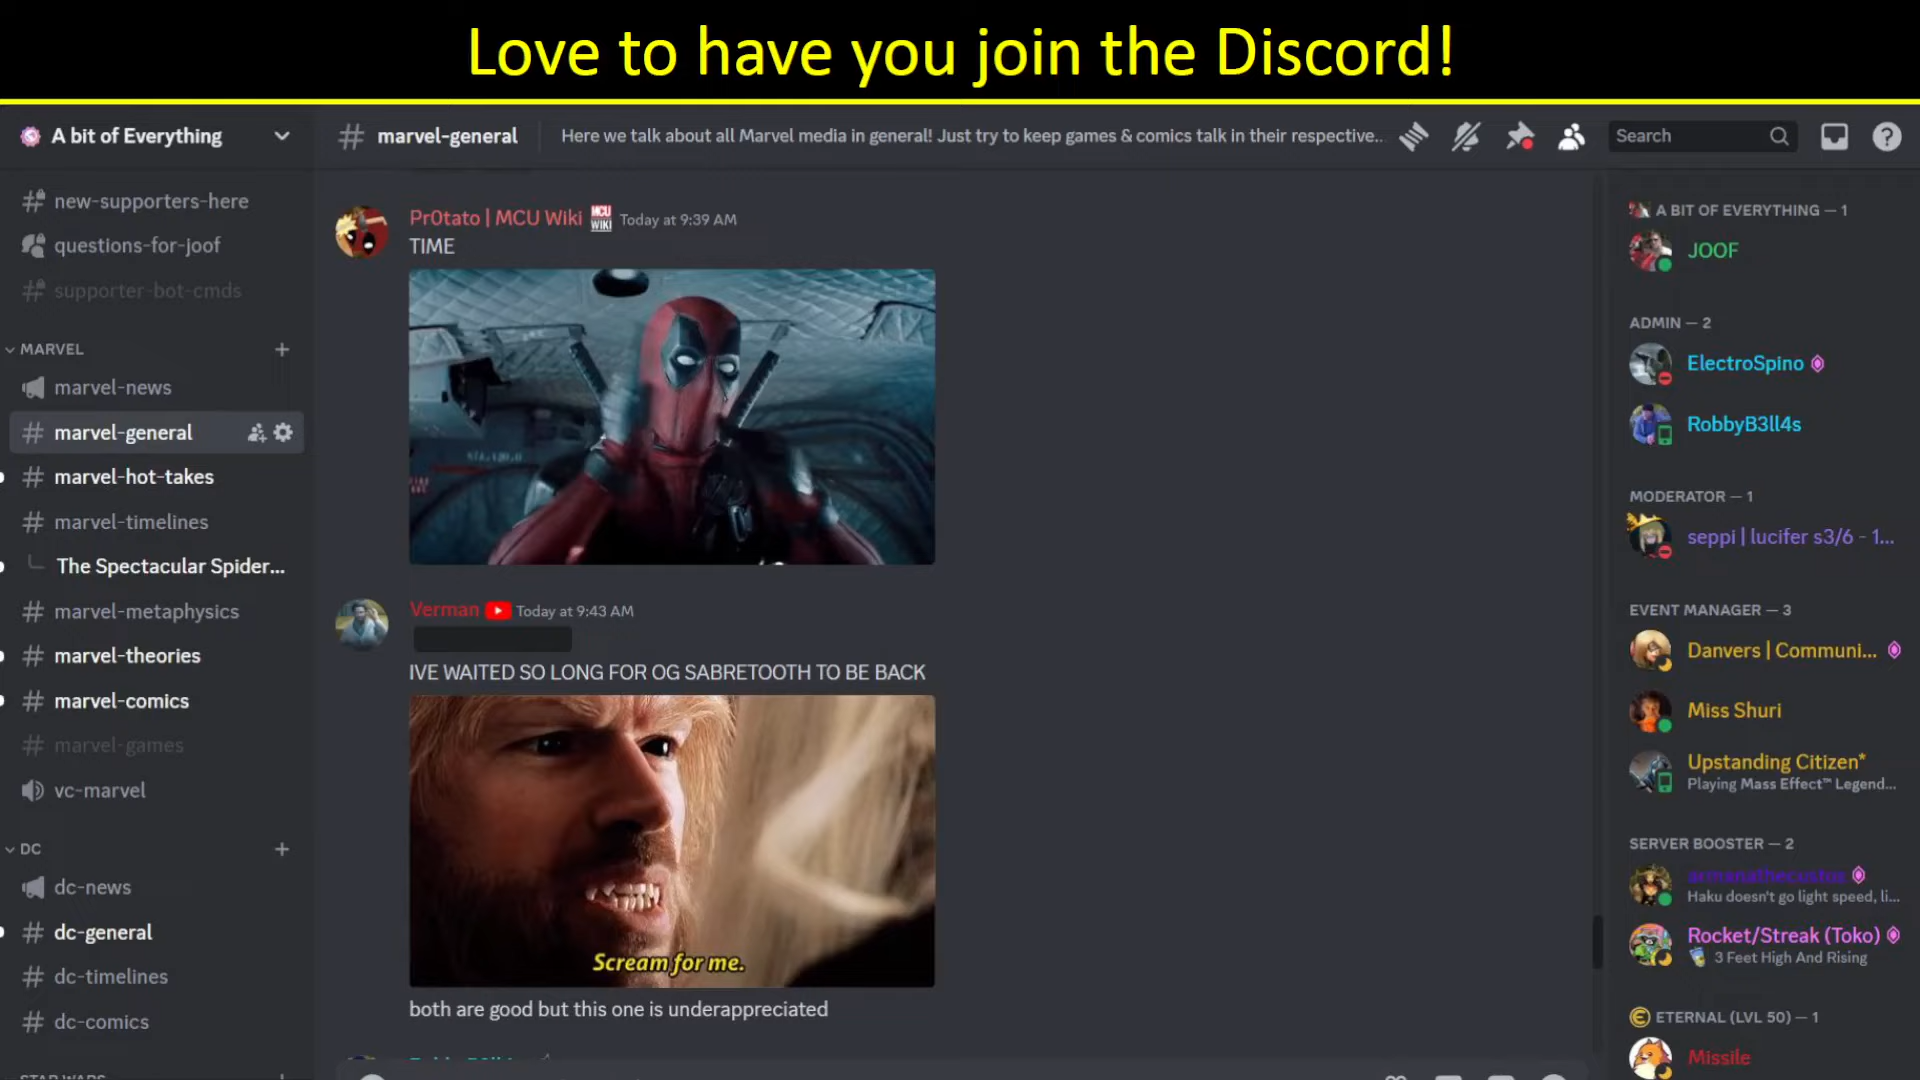 Love to have you join the Discord!
A bit of Everything
new-supporters-here
questions-for-joof
supporter-bot-cmds
MARVEL
marvel-news
marvel-general
marvel-hot-takes
marvel-timelines
The Spectacular Spider...
marvel-metaphysics
marvel-theories
marvel-comics
marvel-games
vc-marvel
DC
dc-news
dc-general
dc-timelines
dc-comics
STAR WARS
marvel-general
Here we talk about all Marvel media in general! Just try to keep games & comics talk in their respective...
Search
Pr0tato | MCU Wiki MCU WIKI Today at 9:39 AM
TIME
Verman Today at 9:43 AM
IVE WAITED SO LONG FOR OG SABRETOOTH TO BE BACK
Scream for me.
both are good but this one is underappreciated
A BIT OF EVERYTHING — 1
JOOF
ADMIN — 2
ElectroSpino
RobbyB3ll4s
MODERATOR — 1
seppi | lucifer s3/6 - 1...
EVENT MANAGER — 3
Danvers | Communi...
Miss Shuri
Upstanding Citizen*
Playing Mass Effect™ Legend...
SERVER BOOSTER — 2
Haku doesn't go light speed, li...
Rocket/Streak (Toko)
3 Feet High And Rising
ETERNAL (LVL 50) — 1
Missile